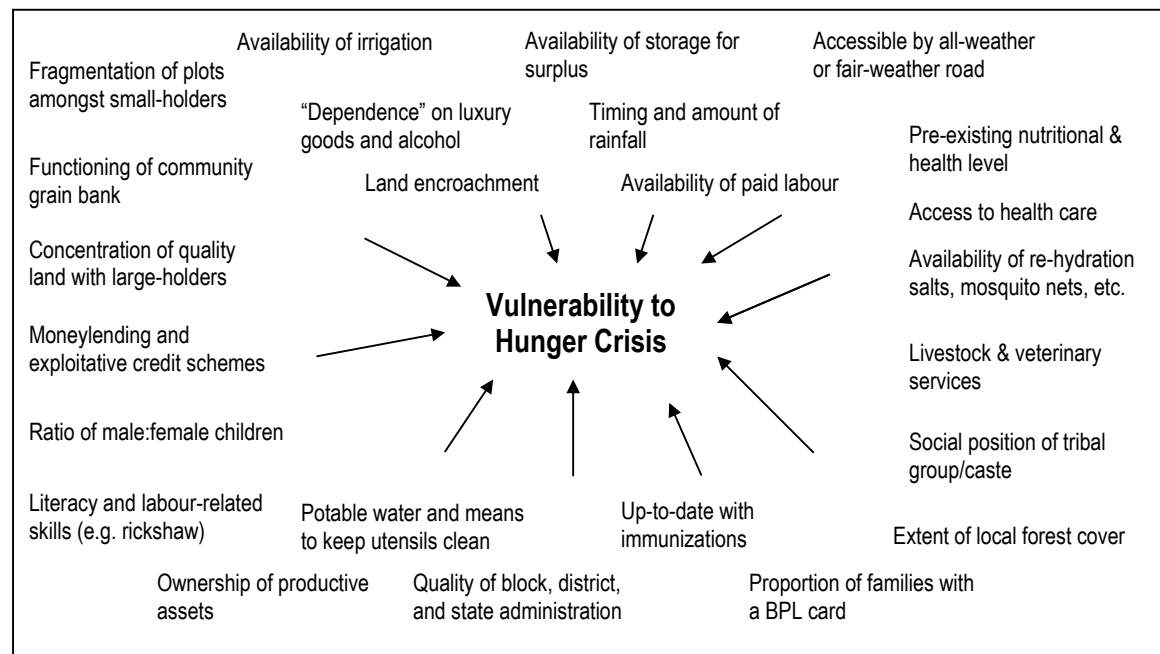 Availability of irrigation
Availability of storage for
surplus
Accessible by all-weather
or fair-weather road
Fragmentation of plots
amongst small-holders
“Dependence” on luxury
goods and alcohol
Timing and amount of
rainfall
Pre-existing nutritional &
health level
Functioning of community
grain bank
Land encroachment
Availability of paid labour
Access to health care
Concentration of quality
land with large-holders
Availability of re-hydration
salts, mosquito nets, etc.
Vulnerability to
Hunger Crisis
Moneylending and
exploitative credit schemes
Livestock & veterinary
services
Ratio of male:female children
Social position of tribal
group/caste
Literacy and labour-related
skills (e.g. rickshaw)
Potable water and means
to keep utensils clean
Up-to-date with
immunizations
Extent of local forest cover
Ownership of productive
assets
Quality of block, district,
and state administration
Proportion of families with
a BPL card